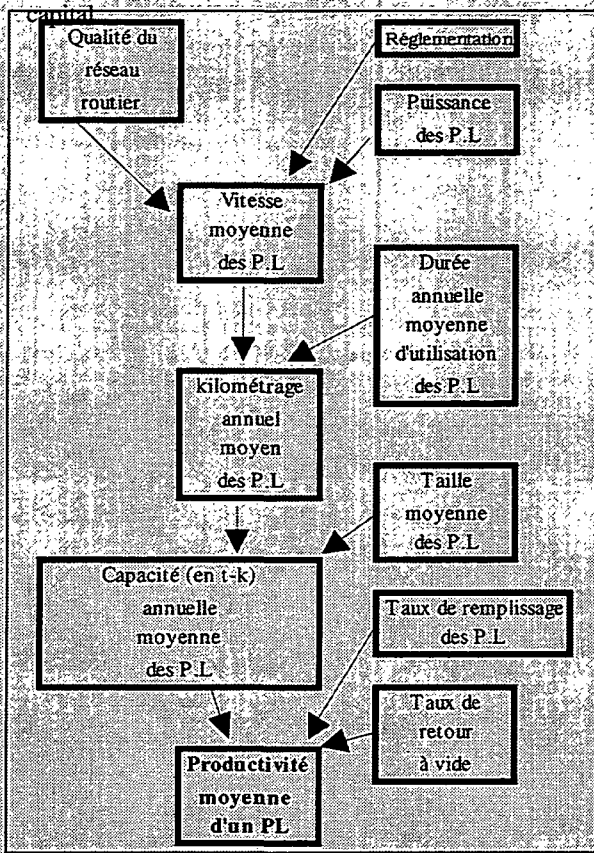 capital
Qualité du
réseau
routier
Réglementation
Puissance
des P.L
Vitesse
moyenne
des P.L
Durée
annuelle
moyenne
d'utilisation
des P.L
kilométrage
annuel
moyen
des P.L
Taille
moyenne
des P.L
Capacité (en t-k)
annuelle
moyenne
des P.L
Taux de remplissage
des P.L
Taux de
retour
à vide
Productivité
moyenne
d'un PL